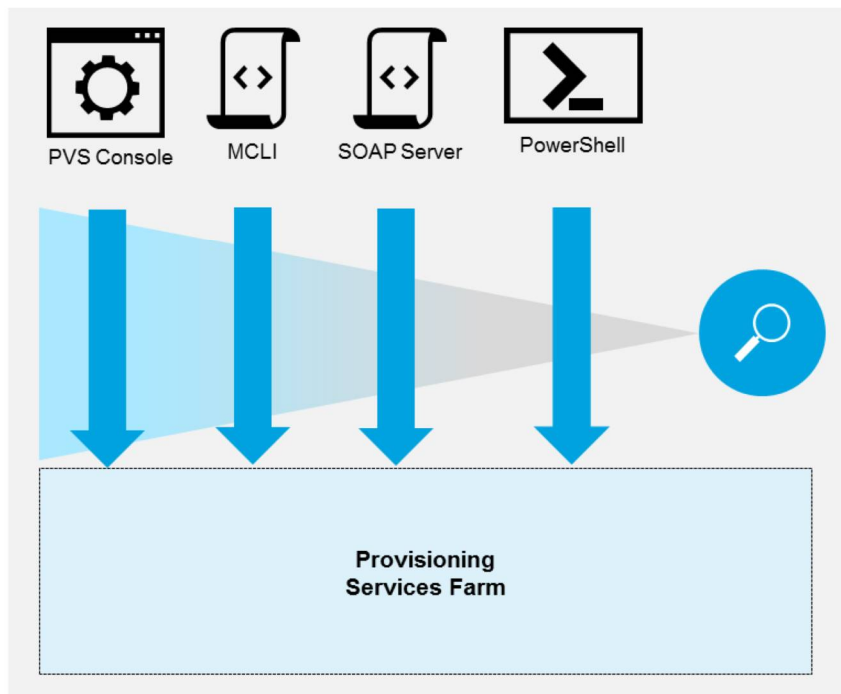 PVS Console
MCLI
SOAP Server
PowerShell
Provisioning
Services Farm